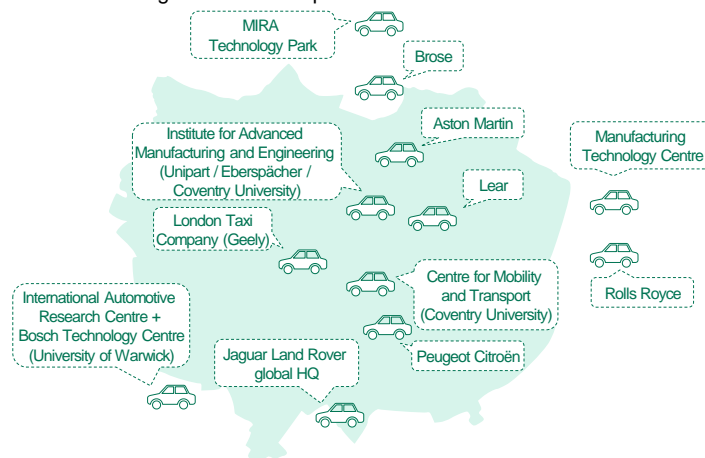 MIRA
Technology Park
Brose
Aston Martin
Institute for Advanced
Manufacturing and Engineering
(Unipart / Eberspächer /
Coventry University)
Manufacturing
Technology Centre
Lear
London Taxi
Company (Geely)
Centre for Mobility
and Transport
(Coventry University)
Rolls Royce
International Automotive
Research Centre +
Bosch Technology Centre
(University of Warwick)
Jaguar Land Rover
global HQ
Peugeot Citroën